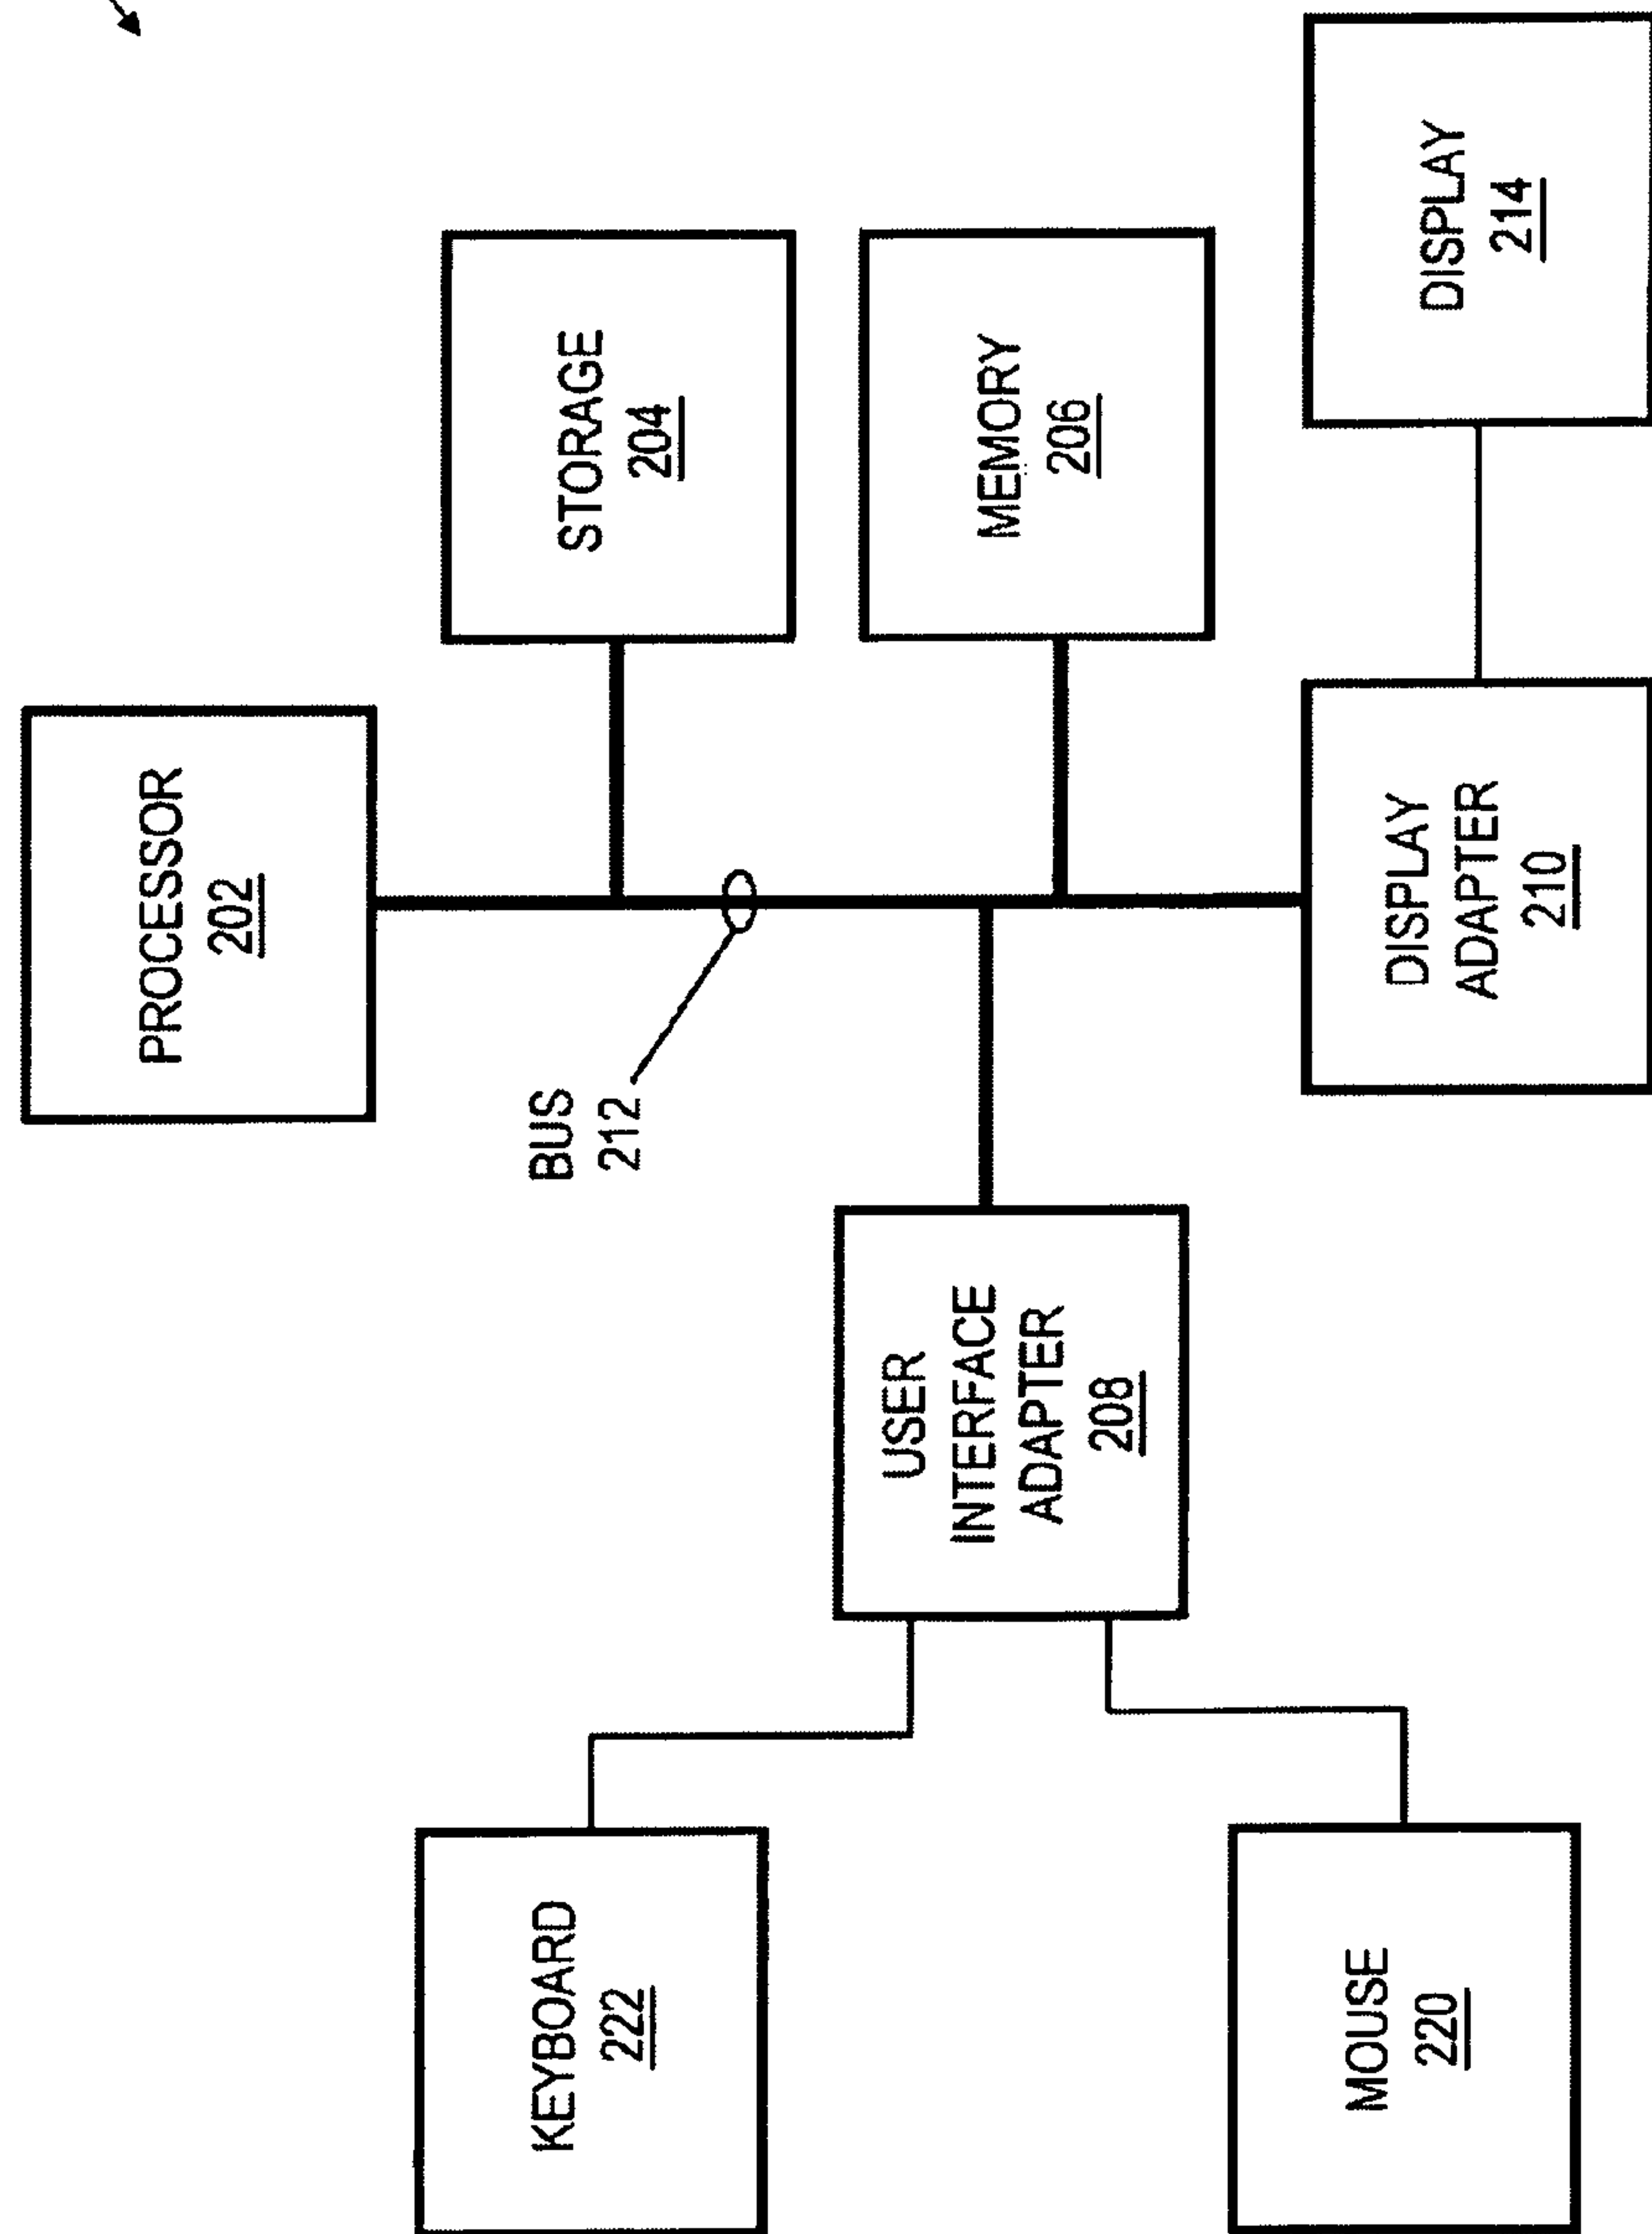 PROCESSOR
202
STORAGE
204
BUS
212
MEMORY
206
USER
INTERFACE
ADAPTER
208
KEYBOARD
222
MOUSE
220
DISPLAY
ADAPTER
210
DISPLAY
214